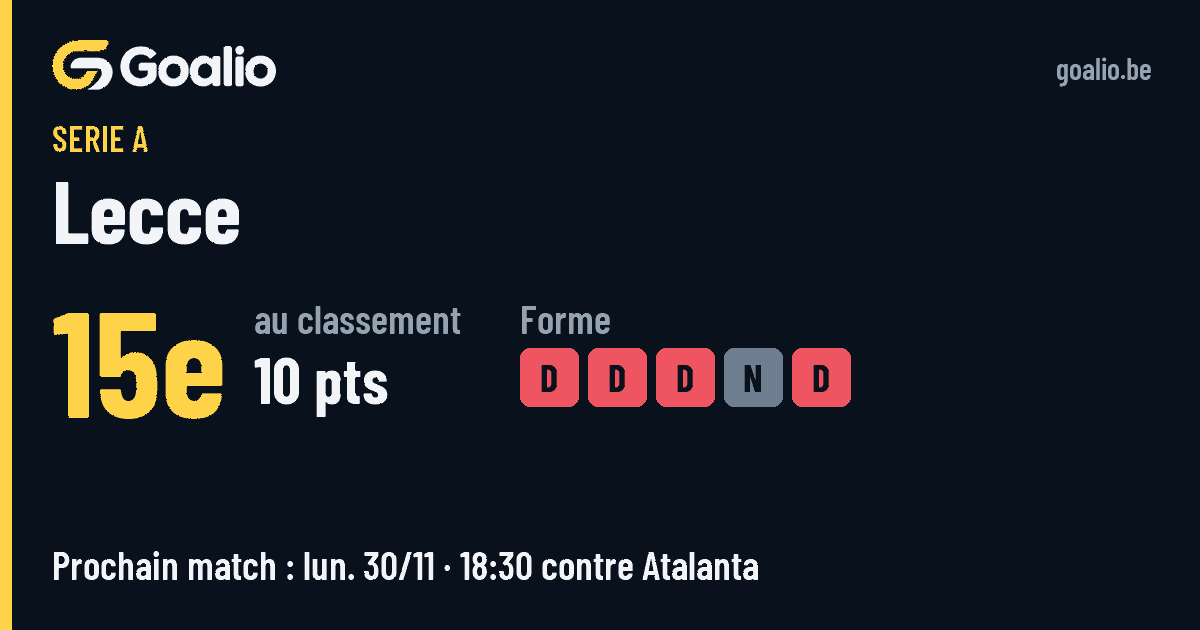 Goalio
goalio.be
SERIE A
Lecce
15e
au classement
10 pts
Forme
D D D N D
Prochain match : lun. 30/11 · 18:30 contre Atalanta